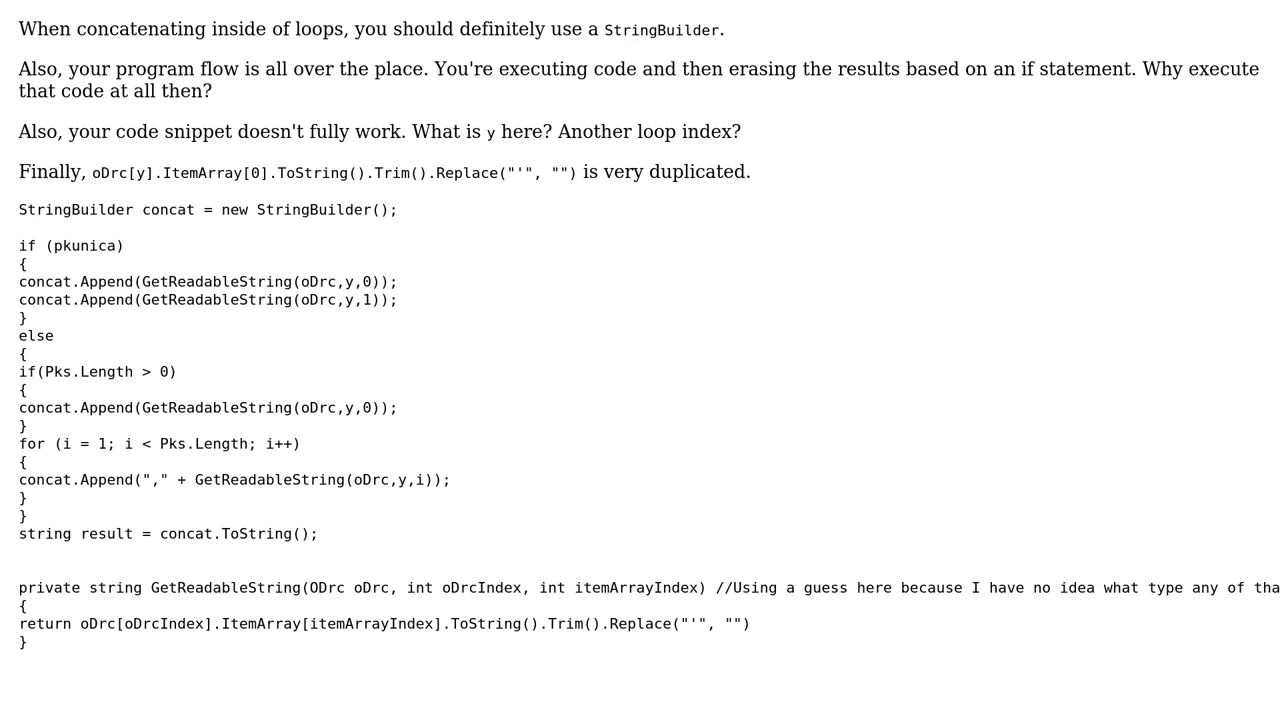 When concatenating inside of loops, you should definitely use a StringBuilder.
Also, your program flow is all over the place. You're executing code and then erasing the results based on an if statement. Why execute
that code at all then?
Also, your code snippet doesn't fully work. What is y here? Another loop index?
Finally, oDrc[y].ItemArray[0].ToString().Trim().Replace("'", "") is very duplicated.
StringBuilder concat = new StringBuilder();
if (pkunica)
{
concat.Append(GetReadableString(oDrc,y,0));
concat.Append(GetReadableString(oDrc,y,1));
}
else
{
if(Pks.Length > 0)
{
concat.Append(GetReadableString(oDrc,y,0));
}
for (i = 1; i < Pks.Length; i++)
{
concat.Append("," + GetReadableString(oDrc,y,i));
}
}
string result = concat.ToString();
private string GetReadableString(ODrc oDrc, int oDrcIndex, int itemArrayIndex) //Using a guess here because I have no idea what type any of
{
return oDrc[oDrcIndex].ItemArray[itemArrayIndex].ToString().Trim().Replace("'", "")
}